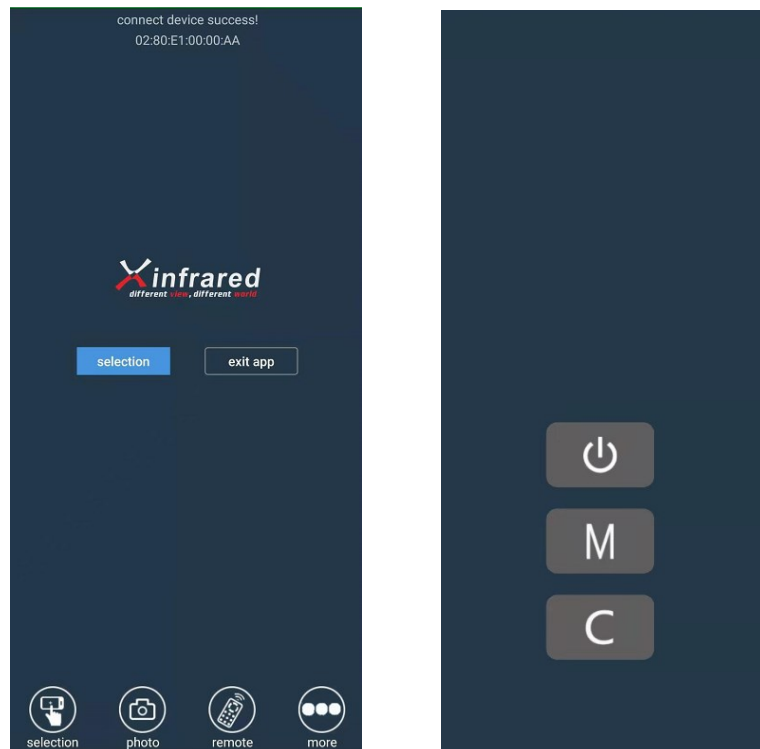 connect device success!
02:80:E1:00:00:AA
infrared
different view, different world
selection
exit app
selection
photo
remote
more
M
C